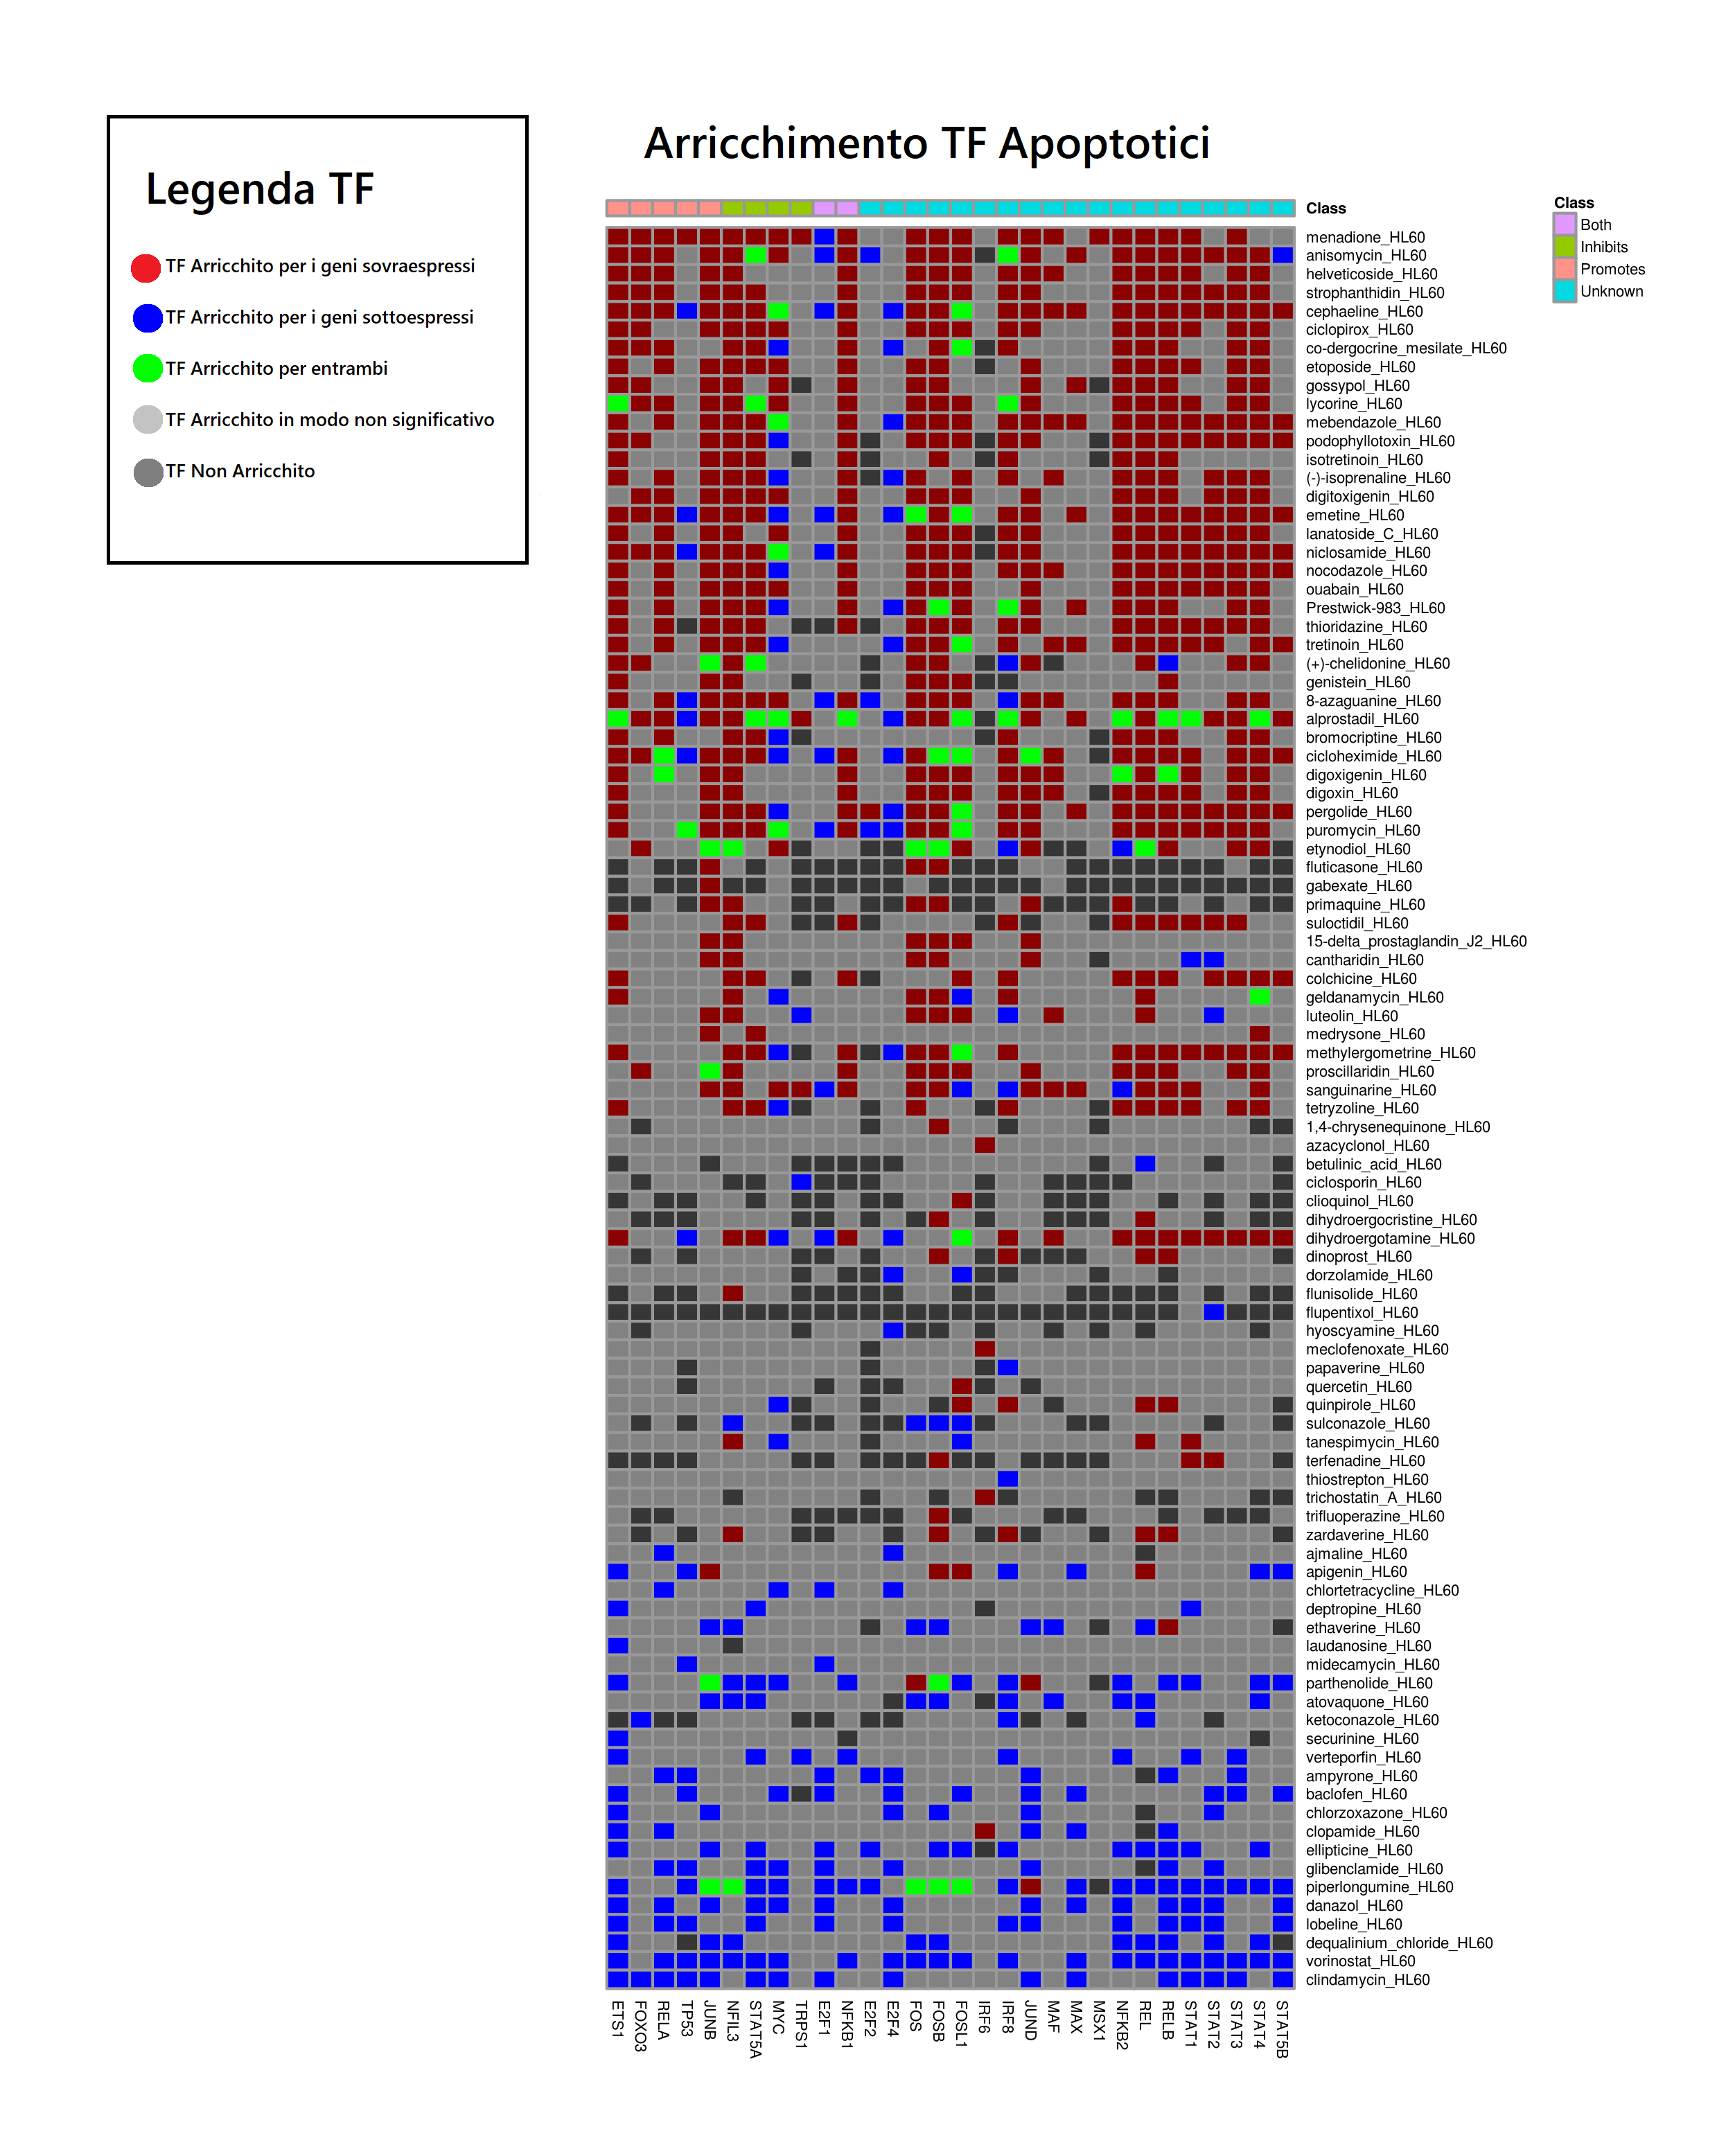 Arricchimento TF Apoptotici
Legenda TF
TF Arricchito per i geni sovraespressi
TF Arricchito per i geni sottoespressi
TF Arricchito per entrambi
TF Arricchito in modo non significativo
TF Non Arricchito
Class
Class
Both
Inhibits
Promotes
Unknown
menadione_HL60
anisomycin_HL60
helveticoside_HL60
strophanthidin_HL60
cephaeline_HL60
ciclopirox_HL60
co-dergocrine_mesilate_HL60
etoposide_HL60
gossypol_HL60
lycorine_HL60
mebendazole_HL60
podophyllotoxin_HL60
isotretinoin_HL60
(-)-isoprenaline_HL60
digitoxigenin_HL60
emetine_HL60
lanatoside_C_HL60
niclosamide_HL60
nocodazole_HL60
ouabain_HL60
Prestwick-983_HL60
thioridazine_HL60
tretinoin_HL60
(+)-chelidonine_HL60
genistein_HL60
8-azaguanine_HL60
alprostadil_HL60
bromocriptine_HL60
cicloheximide_HL60
digoxigenin_HL60
digoxin_HL60
pergolide_HL60
puromycin_HL60
etynodiol_HL60
fluticasone_HL60
gabexate_HL60
primaquine_HL60
suloctidil_HL60
15-delta_prostaglandin_J2_HL60
cantharidin_HL60
colchicine_HL60
geldanamycin_HL60
luteolin_HL60
medrysone_HL60
methylergometrine_HL60
proscillaridin_HL60
sanguinarine_HL60
tetryzoline_HL60
1,4-chrysenequinone_HL60
azacyclonol_HL60
betulinic_acid_HL60
ciclosporin_HL60
clioquinol_HL60
dihydroergocristine_HL60
dihydroergotamine_HL60
dinoprost_HL60
dorzolamide_HL60
flunisolide_HL60
flupentixol_HL60
hyoscyamine_HL60
meclofenoxate_HL60
papaverine_HL60
quercetin_HL60
quinpirole_HL60
sulconazole_HL60
tanespimycin_HL60
terfenadine_HL60
thiostrepton_HL60
trichostatin_A_HL60
trifluoperazine_HL60
zardaverine_HL60
ajmaline_HL60
apigenin_HL60
chlortetracycline_HL60
deptropine_HL60
ethaverine_HL60
laudanosine_HL60
midecamycin_HL60
parthenolide_HL60
atovaquone_HL60
ketoconazole_HL60
securinine_HL60
verteporfin_HL60
ampyrone_HL60
baclofen_HL60
chlorzoxazone_HL60
clopamide_HL60
ellipticine_HL60
glibenclamide_HL60
piperlongumine_HL60
danazol_HL60
lobeline_HL60
dequalinium_chloride_HL60
vorinostat_HL60
clindamycin_HL60
ETS1
FOXO3
RELA
TP53
JUNB
NFIL3
STAT5A
MYC
TRPS1
E2F1
NFKB1
E2F2
E2F4
FOS
FOSB
FOSL1
IRF6
IRF8
JUND
MAF
MAX
MSX1
NFKB2
REL
RELB
STAT1
STAT2
STAT3
STAT4
STAT5B